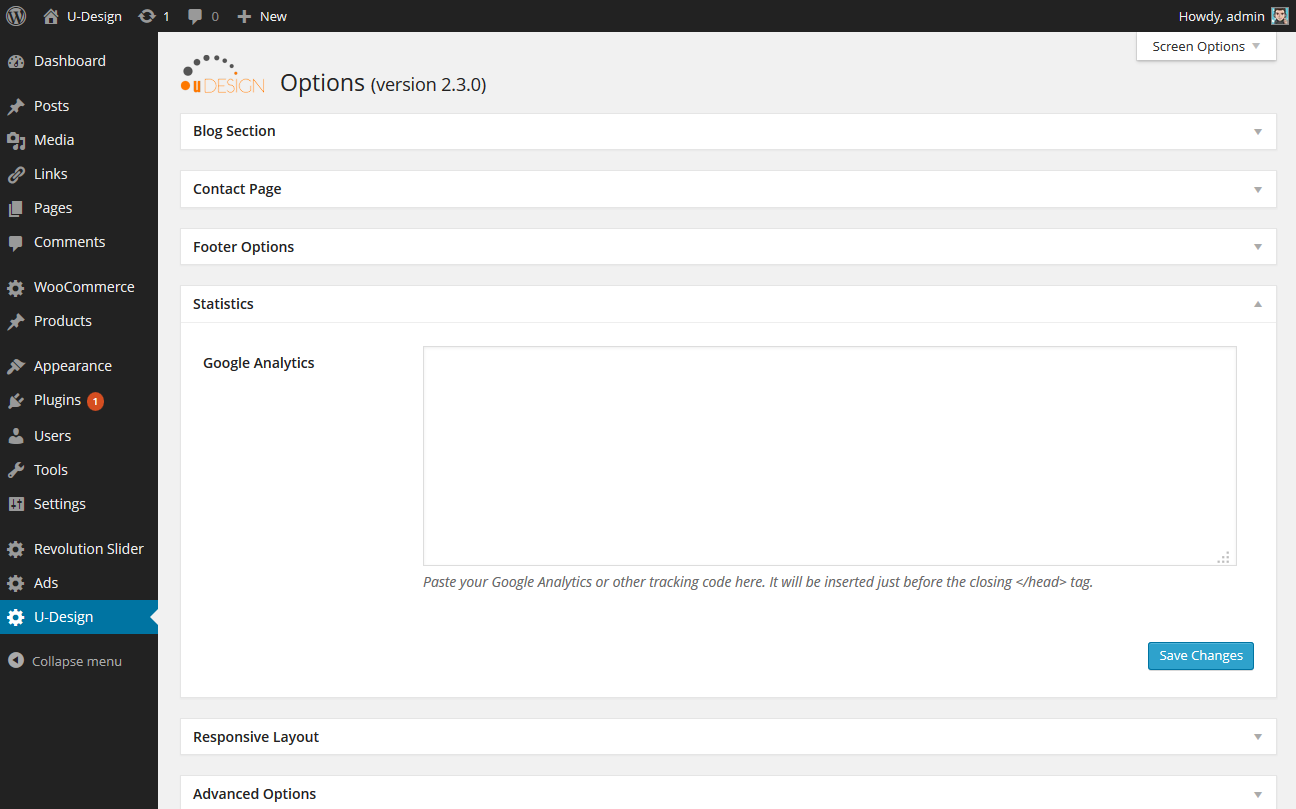 U-Design 1 0 New Howdy, admin
Screen Options
Dashboard
Posts
Media
Links
Pages
Comments
WooCommerce
Products
Appearance
Plugins 1
Users
Tools
Settings
Revolution Slider
Ads
U-Design
Collapse menu
U DESIGN Options (version 2.3.0)
Blog Section
Contact Page
Footer Options
Statistics
Google Analytics
Paste your Google Analytics or other tracking code here. It will be inserted just before the closing </head> tag.
Save Changes
Responsive Layout
Advanced Options